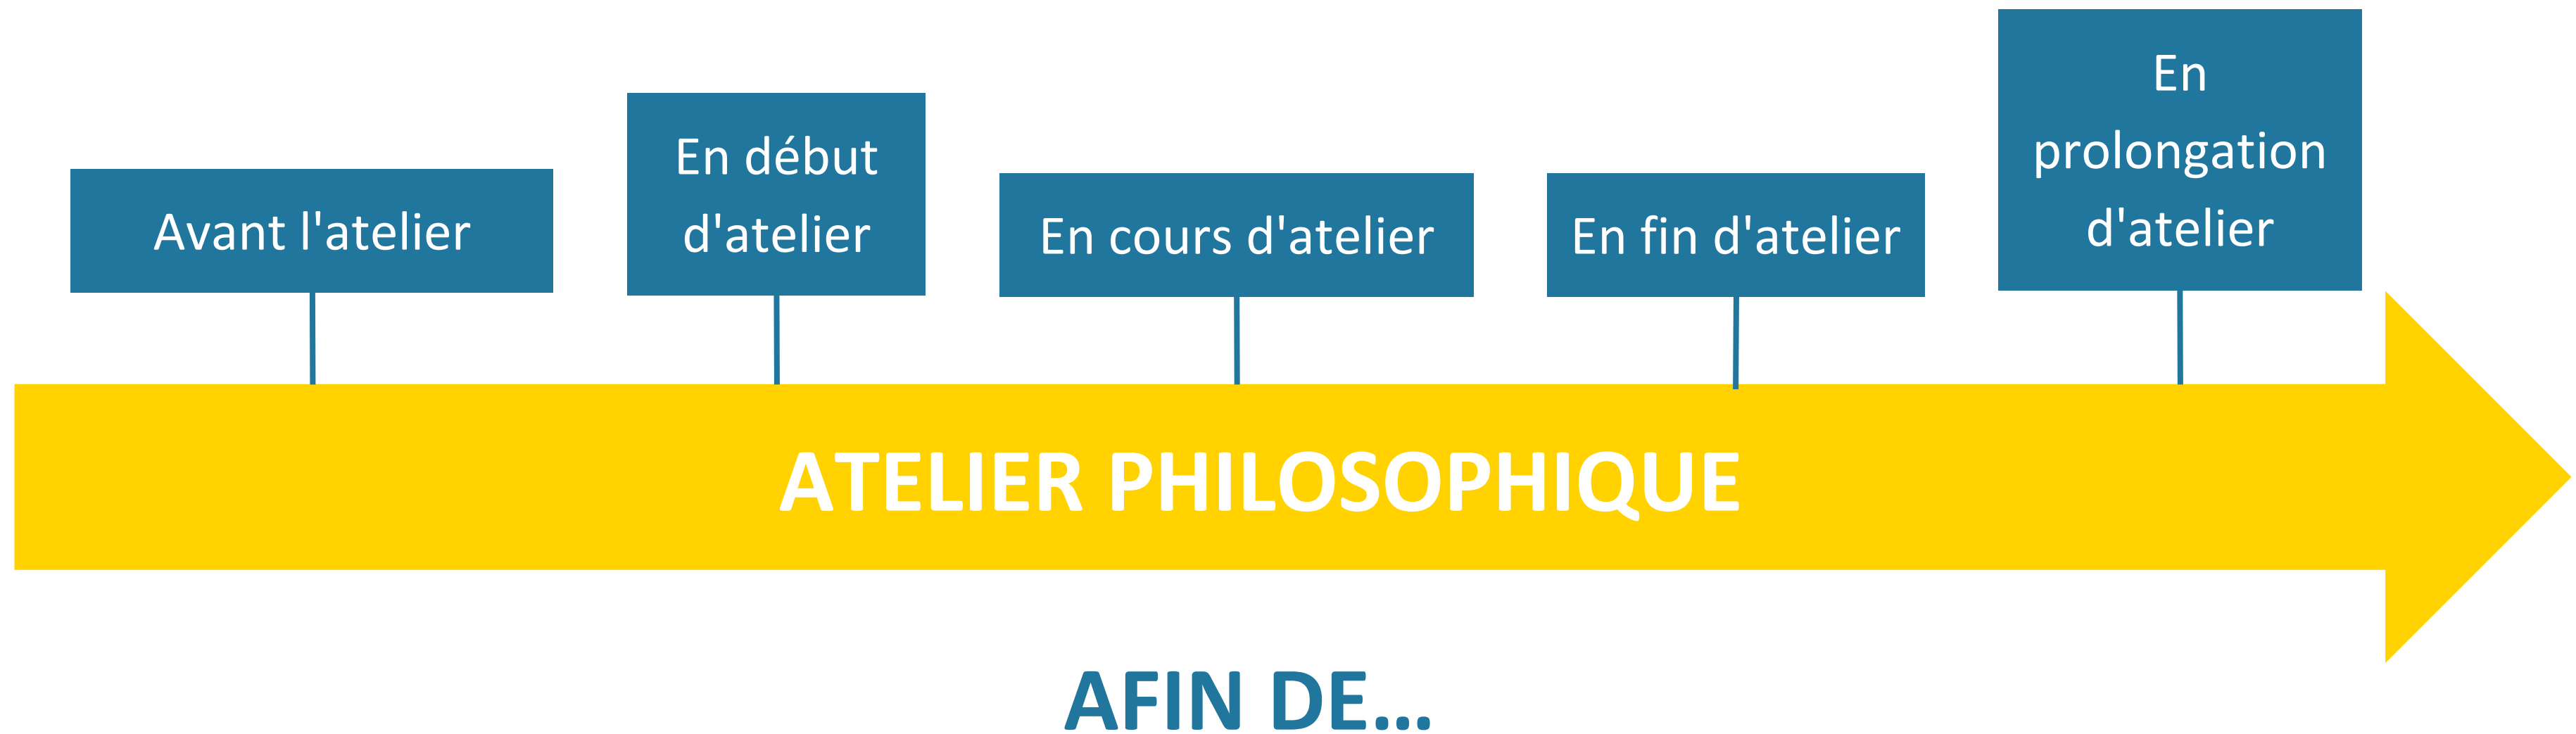 Avant l'atelier
En début
d'atelier
En cours d'atelier
En fin d'atelier
En
prolongation
d'atelier
ATELIER PHILOSOPHIQUE
AFIN DE...